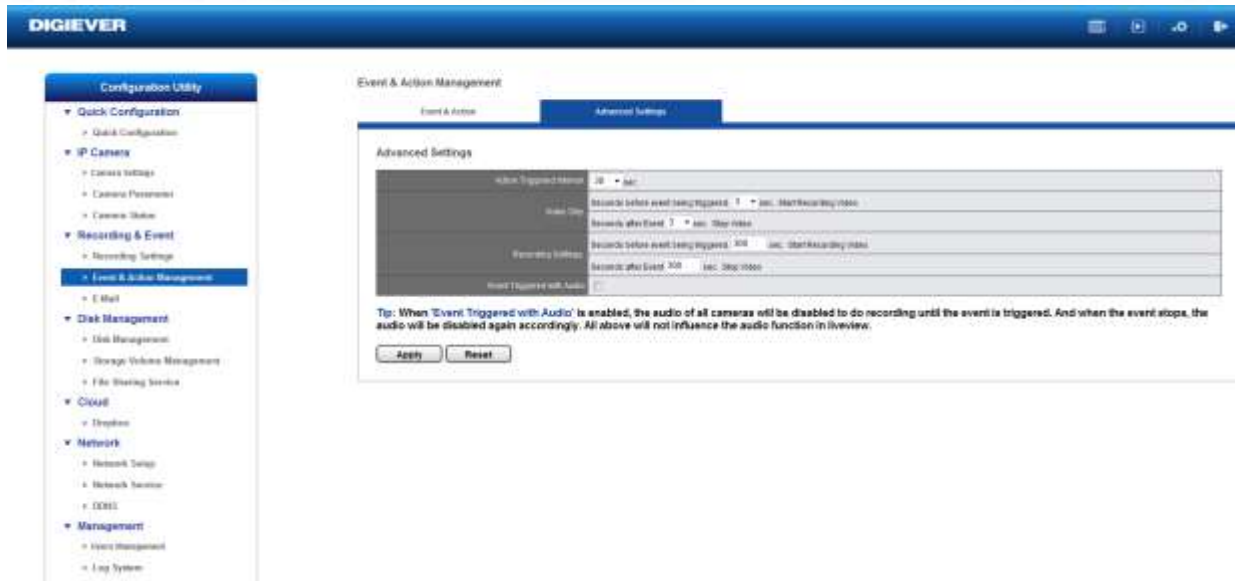 DIGIEVER
Configuration Utility
Quick Configuration
Quick Configuration
IP Camera
Camera Settings
Camera Parameter
Camera Status
Recording & Event
Recording Settings
Event & Action Management
E-Mail
Disk Management
Disk Management
Storage Volume Management
File Sharing Service
Cloud
Dropbox
Network
Network Setup
Network Service
DDNS
Management
Users Management
Log System
Event & Action Management
Event & Action
Advanced Settings
Advanced Settings
Action Triggered Interval
sec.
Video Clip
Seconds before event being triggered sec. Start Recording Video
Seconds after Event sec. Stop Video
Recording Settings
Seconds before event being triggered 300 sec. Start Recording Video
Seconds after Event 300 sec. Stop Video
Event Triggered with Audio
Tip: When 'Event Triggered with Audio' is enabled, the audio of all cameras will be disabled to do recording until the event is triggered. And when the event stops, the
audio will be disabled again accordingly. All above will not influence the audio function in liveview.
Apply Reset